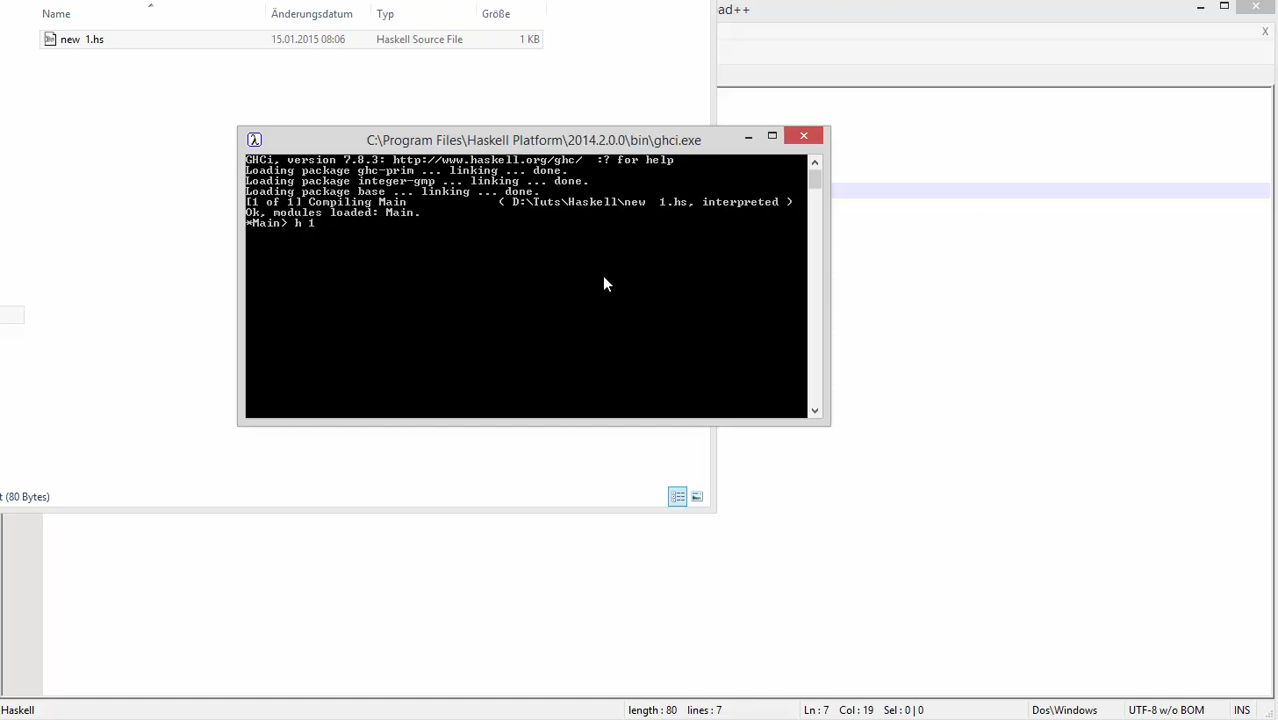 Name Änderungsdatum Typ Größe
ad++
new 1.hs 15.01.2015 08:06 Haskell Source File 1 KB
X
C:\Program Files\Haskell Platform\2014.2.0.0\bin\ghci.exe
GHCi, version 7.8.3: http://www.haskell.org/ghc/  :? for help
Loading package ghc-prim ... linking ... done.
Loading package integer-gmp ... linking ... done.
Loading package base ... linking ... done.
[1 of 1] Compiling Main             ( D:\Tuts\Haskell\new  1.hs, interpreted )
Ok, modules loaded: Main.
*Main> h 1
t (80 Bytes)
Haskell length : 80 lines : 7 Ln : 7 Col : 19 Sel : 0 | 0 Dos\Windows UTF-8 w/o BOM INS